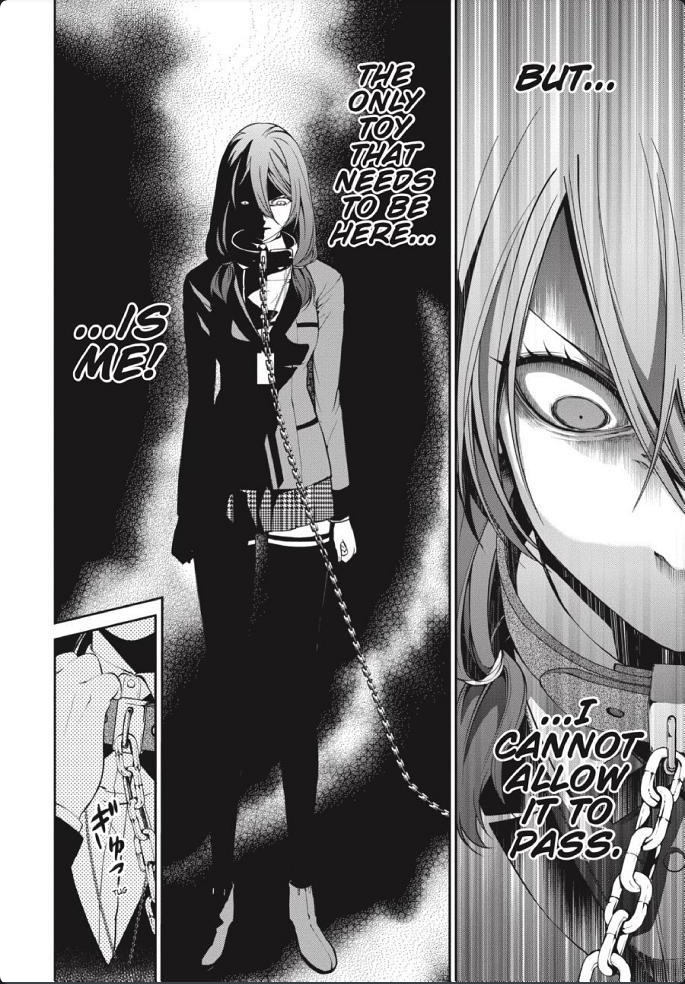 BUT...
...I
CANNOT
ALLOW
IT TO
PASS.
THE
ONLY
TOY
THAT
NEEDS
TO BE
HERE...
...IS
ME!
ギュっ
TUG